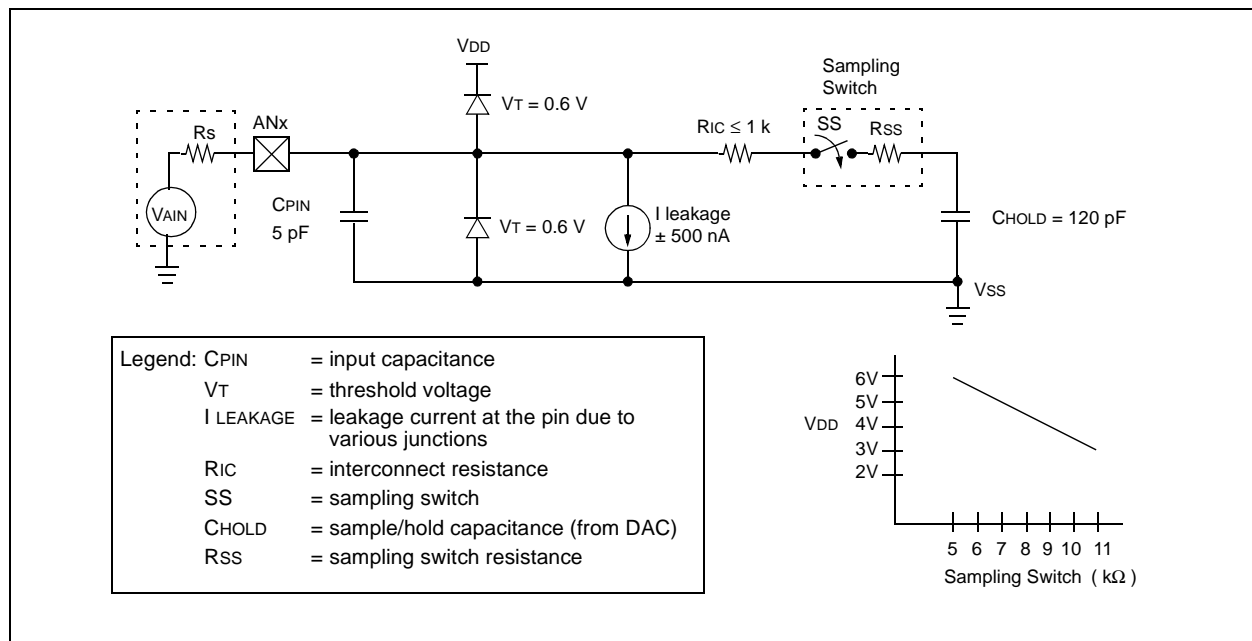 VDD
Sampling
Switch
VT = 0.6 V
ANx
RIC ≤ 1 k
SS
RSS
Rs
VAIN
CPIN
5 pF
VT = 0.6 V
I leakage
± 500 nA
CHOLD = 120 pF
VSS
Legend: CPIN = input capacitance
VT = threshold voltage
I LEAKAGE = leakage current at the pin due to
various junctions
RIC = interconnect resistance
SS = sampling switch
CHOLD = sample/hold capacitance (from DAC)
RSS = sampling switch resistance
6V
5V
VDD 4V
3V
2V
5 6 7 8 9 10 11
Sampling Switch ( kΩ )